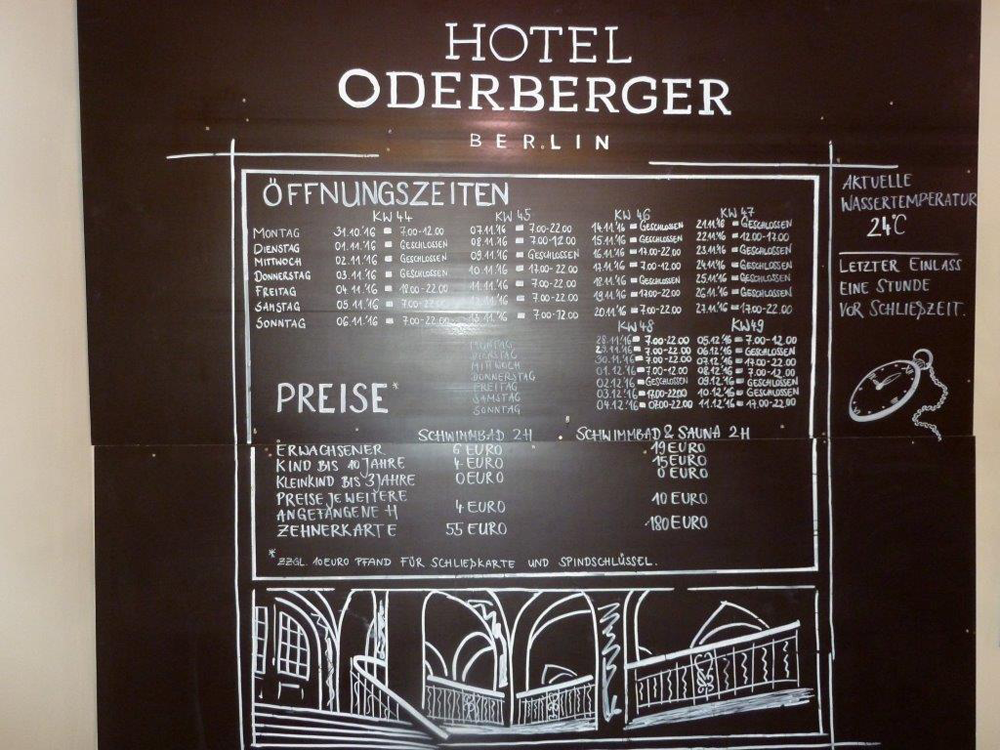 HOTEL
ODERBERGER
BERLIN
ÖFFNUNGSZEITEN
KW 44 KW 45 KW 46 KW 47
MONTAG 31.10.'16 = 7.00-12.00 07.11.'16 = 7.00-22.00 14.11.'16 = GESCHLOSSEN 21.11.'16 = GESCHLOSSEN
DIENSTAG 01.11.'16 = GESCHLOSSEN 08.11.'16 = 7.00-12.00 15.11.'16 = GESCHLOSSEN 22.11.'16 = 12.00-17.00
MITTWOCH 02.11.'16 = GESCHLOSSEN 09.11.'16 = GESCHLOSSEN 16.11.'16 = 17.00-22.00 23.11.'16 = GESCHLOSSEN
DONNERSTAG 03.11.'16 = GESCHLOSSEN 10.11.'16 = 17.00-22.00 17.11.'16 = 7.00-12.00 24.11.'16 = GESCHLOSSEN
FREITAG 04.11.'16 = 18.00-22.00 11.11.'16 = 7.00-22.00 18.11.'16 = GESCHLOSSEN 25.11.'16 = GESCHLOSSEN
SAMSTAG 05.11.'16 = 7.00-22.00 = 7.00-22.00 19.11.'16 = 17.00-22.00 26.11.'16 = GESCHLOSSEN
SONNTAG 06.11.'16 = 7.00-22.00 13.11.'16 = 7.00-12.00 20.11.'16 = 7.00-22.00 27.11.'16 = 17.00-22.00
KW 48 KW49
MONTAG 28.11.'16 = 7.00-22.00 05.12.'16 = 7.00-12.00
DIENSTAG 29.11.'16 = 7.00-22.00 06.12.'16 = GESCHLOSSEN
MITTWOCH 30.11.'16 = 7.00-22.00 07.12.'16 = 17.00-22.00
DONNERSTAG 01.12.'16 = 7.00-22.00 08.12.'16 = 7.00-12.00
FREITAG 02.12.'16 = GESCHLOSSEN 09.12.'16 = GESCHLOSSEN
SAMSTAG 03.12.'16 = 17.00-22.00 10.12.'16 = GESCHLOSSEN
SONNTAG 04.12.'16 = 07.00-22.00 11.12.'16 = 17.00-22.00
PREISE*
SCHWIMMBAD 2H SCHWIMMBAD & SAUNA 2H
ERWACHSENER 6 EURO 19 EURO
KIND BIS 10 JAHRE 4 EURO 15 EURO
KLEINKIND BIS 3 JAHRE 0 EURO 0 EURO
PREISE JE WEITERE
ANGEFANGENE H 4 EURO 10 EURO
ZEHNERKARTE 55 EURO 180 EURO
* ZZGL. 10 EURO PFAND FÜR SCHLIEßKARTE UND SPINDSCHLÜSSEL.
AKTUELLE
WASSERTEMPERATUR
24°C
LETZTER EINLASS
EINE STUNDE
VOR SCHLIEßZEIT.